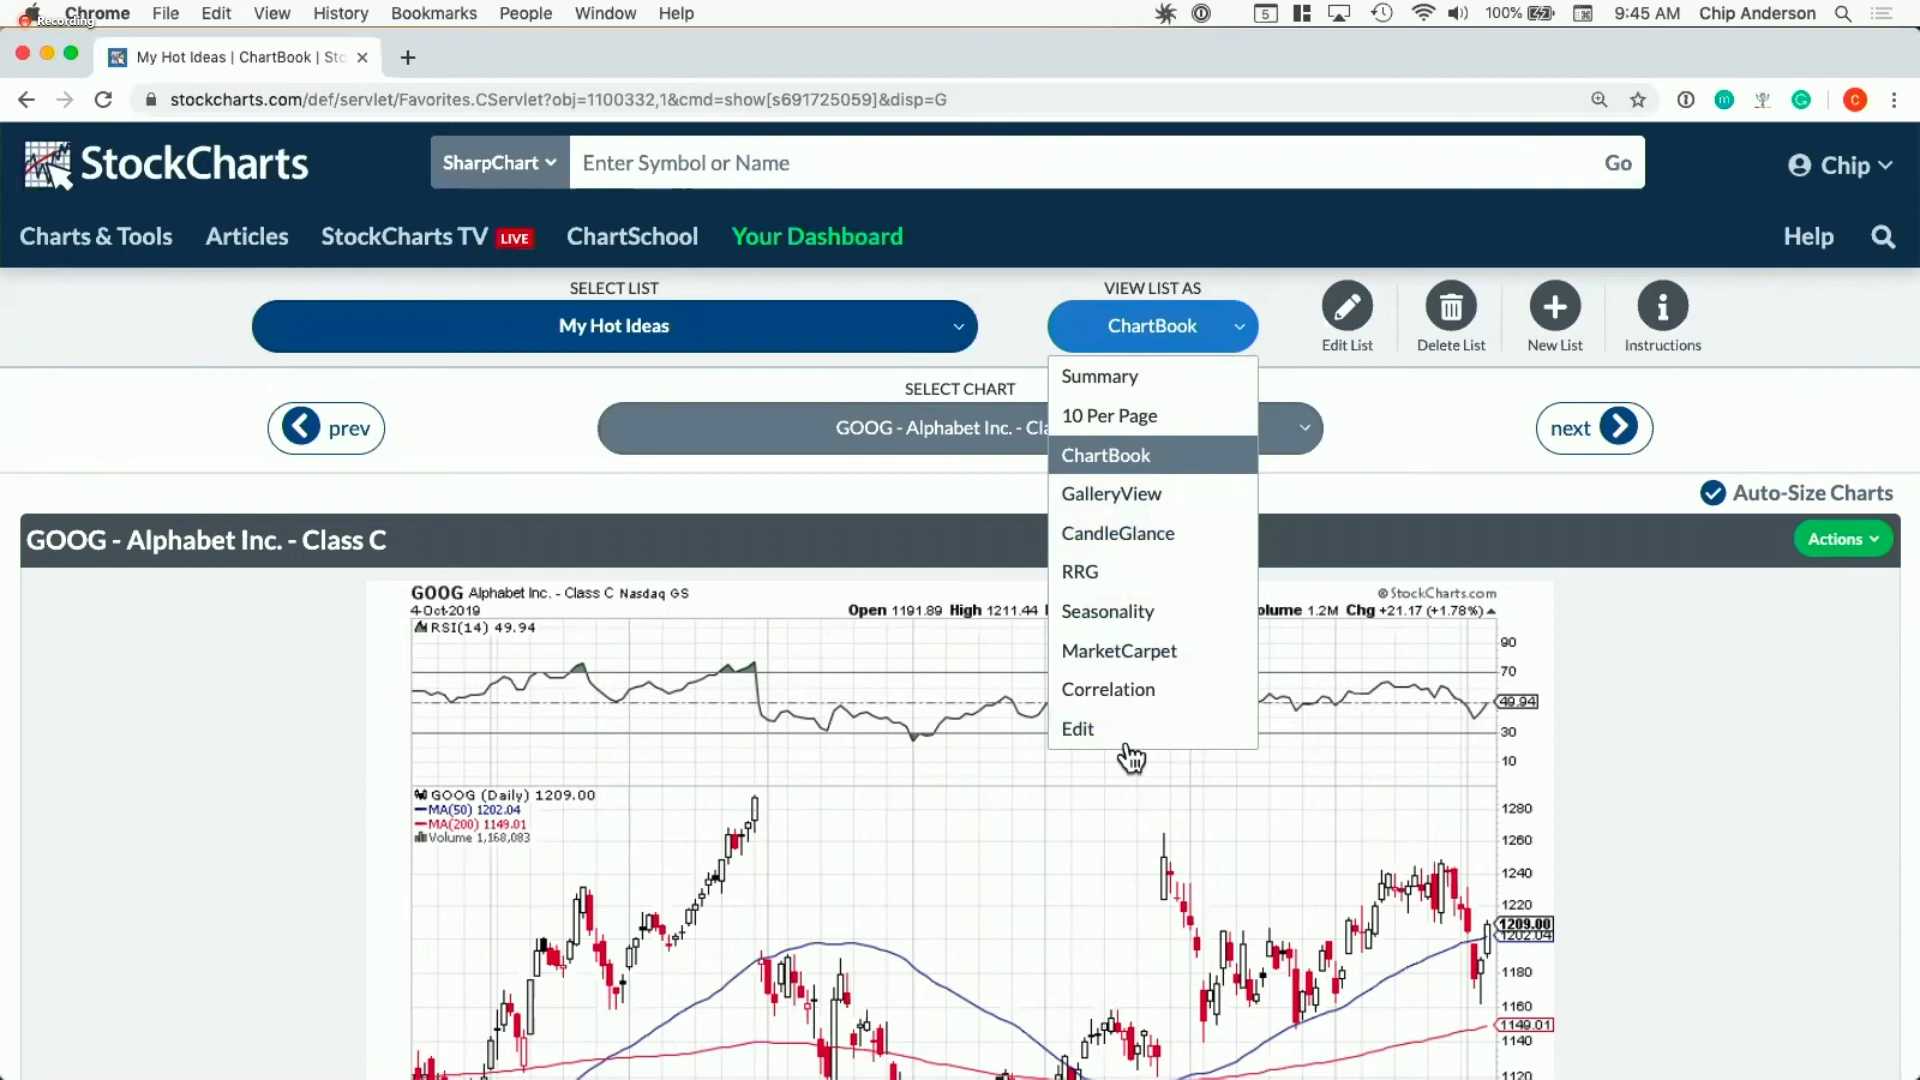 Chrome File Edit View History Bookmarks People Window Help
Recording
5 100% 9:45 AM Chip Anderson
My Hot Ideas | ChartBook | Sto
stockcharts.com/def/servlet/Favorites.CServlet?obj=1100332,1&cmd=show[s691725059]&disp=G
StockCharts
SharpChart Enter Symbol or Name Go
Chip
Charts & Tools Articles StockCharts TV LIVE ChartSchool Your Dashboard Help
SELECT LIST VIEW LIST AS
My Hot Ideas ChartBook
Edit List Delete List New List Instructions
Summary
10 Per Page
ChartBook
GalleryView
CandleGlance
RRG
Seasonality
MarketCarpet
Correlation
Edit
SELECT CHART
prev GOOG - Alphabet Inc. - Cla next
Auto-Size Charts
GOOG - Alphabet Inc. - Class C Actions
GOOG Alphabet Inc. - Class C Nasdaq GS ©StockCharts.com
4-Oct-2019 Open 1191.89 High 1211.44 olume 1.2M Chg +21.17 (+1.78%)
RSI(14) 49.94
90
70
49.94
30
10
GOOG (Daily) 1209.00
MA(50) 1202.04
MA(200) 1149.01
Volume 1,168,083
1280
1260
1240
1220
1209.00
1202.04
1180
1160
1149.01
1140
1120